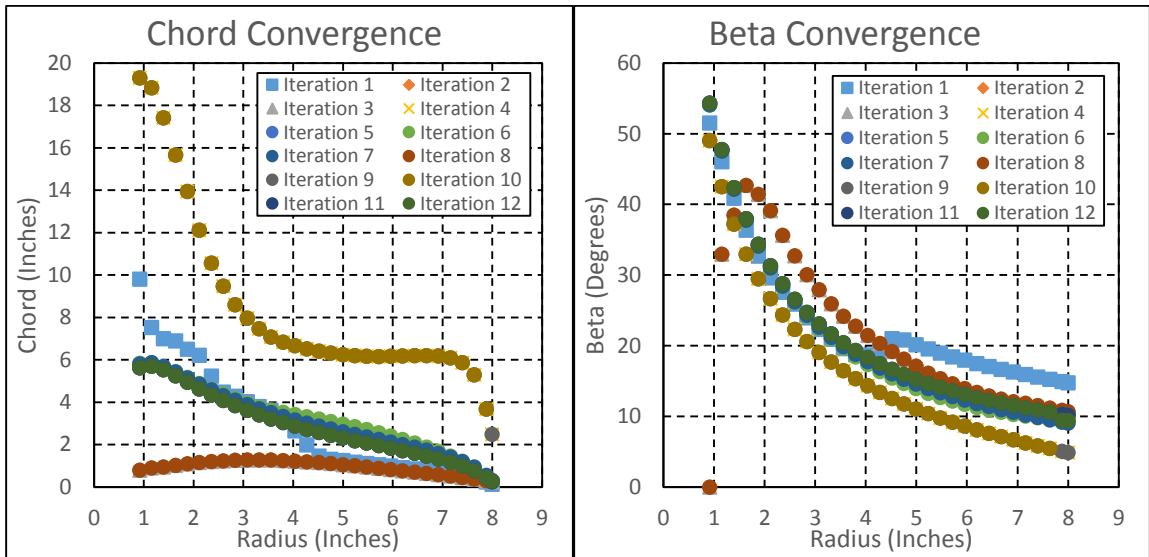 Chord Convergence
Chord (Inches)
20
18
16
14
12
10
8
6
4
2
0
Iteration 1 Iteration 2
Iteration 3 Iteration 4
Iteration 5 Iteration 6
Iteration 7 Iteration 8
Iteration 9 Iteration 10
Iteration 11 Iteration 12
0 1 2 3 4 5 6 7 8 9
Radius (Inches)
Beta Convergence
Beta (Degrees)
60
50
40
30
20
10
0
Iteration 1 Iteration 2
Iteration 3 Iteration 4
Iteration 5 Iteration 6
Iteration 7 Iteration 8
Iteration 9 Iteration 10
Iteration 11 Iteration 12
0 1 2 3 4 5 6 7 8 9
Radius (Inches)